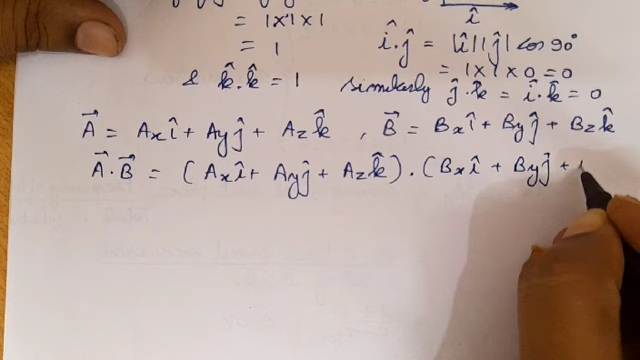 = 1×1×1
î
= 1
î.ĵ = |î||ĵ| cos 90°
= 1×1×0 = 0
& k̂.k̂ = 1
similarly ĵ.k̂ = î.k̂ = 0
A⃗ = Axî + Ayĵ + Azk̂ , B⃗ = Bxî + Byĵ + Bzk̂
A⃗.B⃗ = (Axî + Ayĵ + Azk̂).(Bxî + Byĵ +